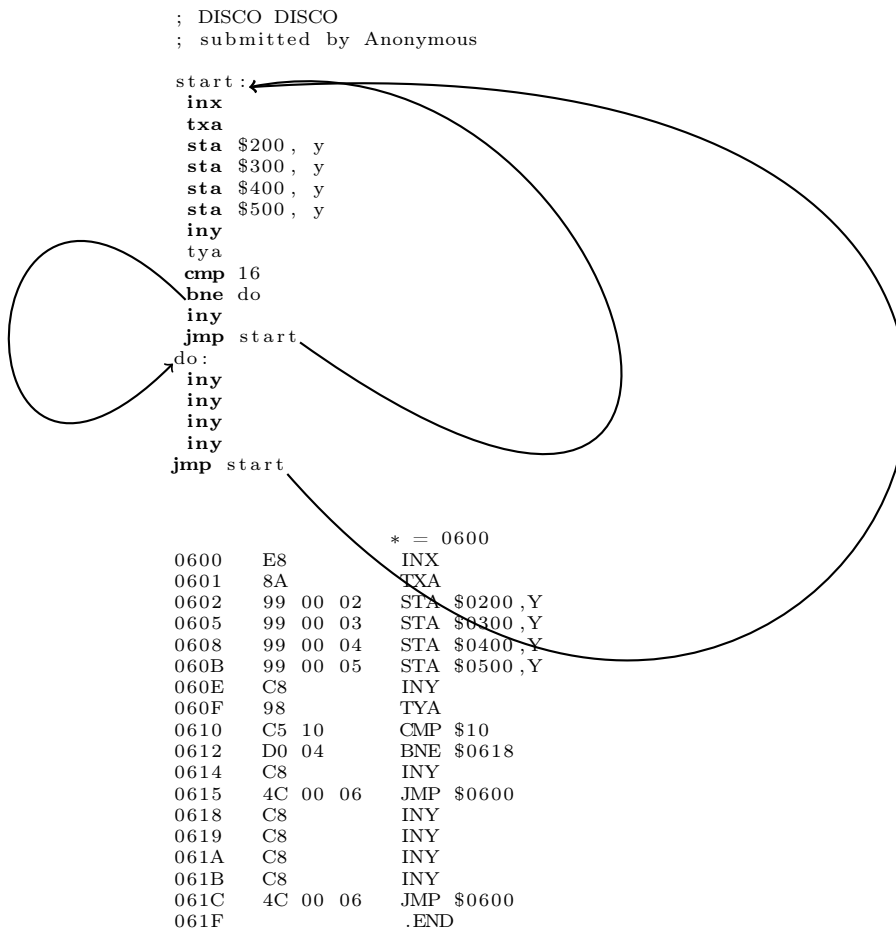 ; DISCO DISCO
; submitted by Anonymous
start:
inx
txa
sta $200, y
sta $300, y
sta $400, y
sta $500, y
iny
tya
cmp 16
bne do
iny
jmp start
do:
iny
iny
iny
iny
jmp start
* = 0600
0600 E8 INX
0601 8A TXA
0602 99 00 02 STA $0200,Y
0605 99 00 03 STA $0300,Y
0608 99 00 04 STA $0400,Y
060B 99 00 05 STA $0500,Y
060E C8 INY
060F 98 TYA
0610 C5 10 CMP $10
0612 D0 04 BNE $0618
0614 C8 INY
0615 4C 00 06 JMP $0600
0618 C8 INY
0619 C8 INY
061A C8 INY
061B C8 INY
061C 4C 00 06 JMP $0600
061F .END